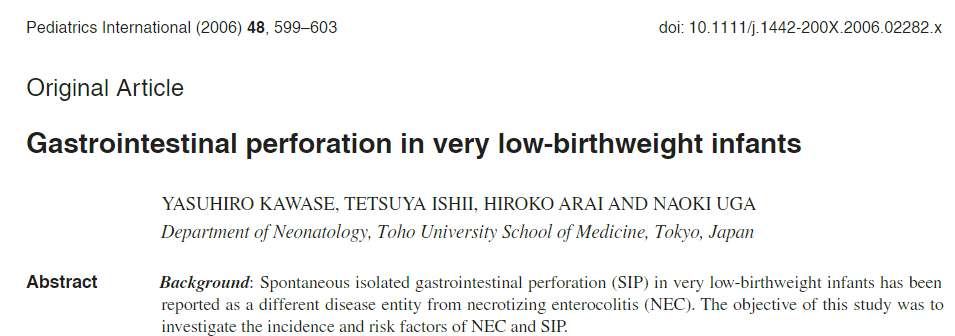 Pediatrics International (2006) 48, 599–603
doi: 10.1111/j.1442-200X.2006.02282.x
Original Article
Gastrointestinal perforation in very low-birthweight infants
YASUHIRO KAWASE, TETSUYA ISHII, HIROKO ARAI AND NAOKI UGA
Department of Neonatology, Toho University School of Medicine, Tokyo, Japan
Abstract
Background: Spontaneous isolated gastrointestinal perforation (SIP) in very low-birthweight infants has been
reported as a different disease entity from necrotizing enterocolitis (NEC). The objective of this study was to
investigate the incidence and risk factors of NEC and SIP.